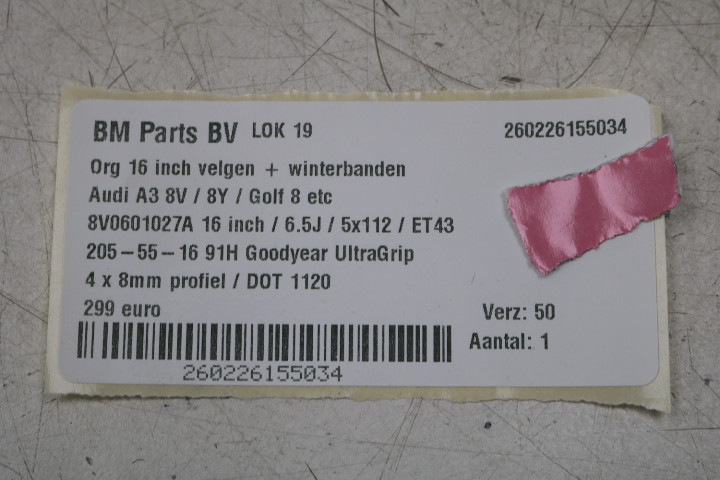 BM Parts BV LOK 19 260226155034
Org 16 inch velgen + winterbanden
Audi A3 8V / 8Y / Golf 8 etc
8V0601027A 16 inch / 6.5J / 5x112 / ET43
205-55-16 91H Goodyear UltraGrip
4 x 8mm profiel / DOT 1120
299 euro Verz: 50
Aantal: 1
260226155034